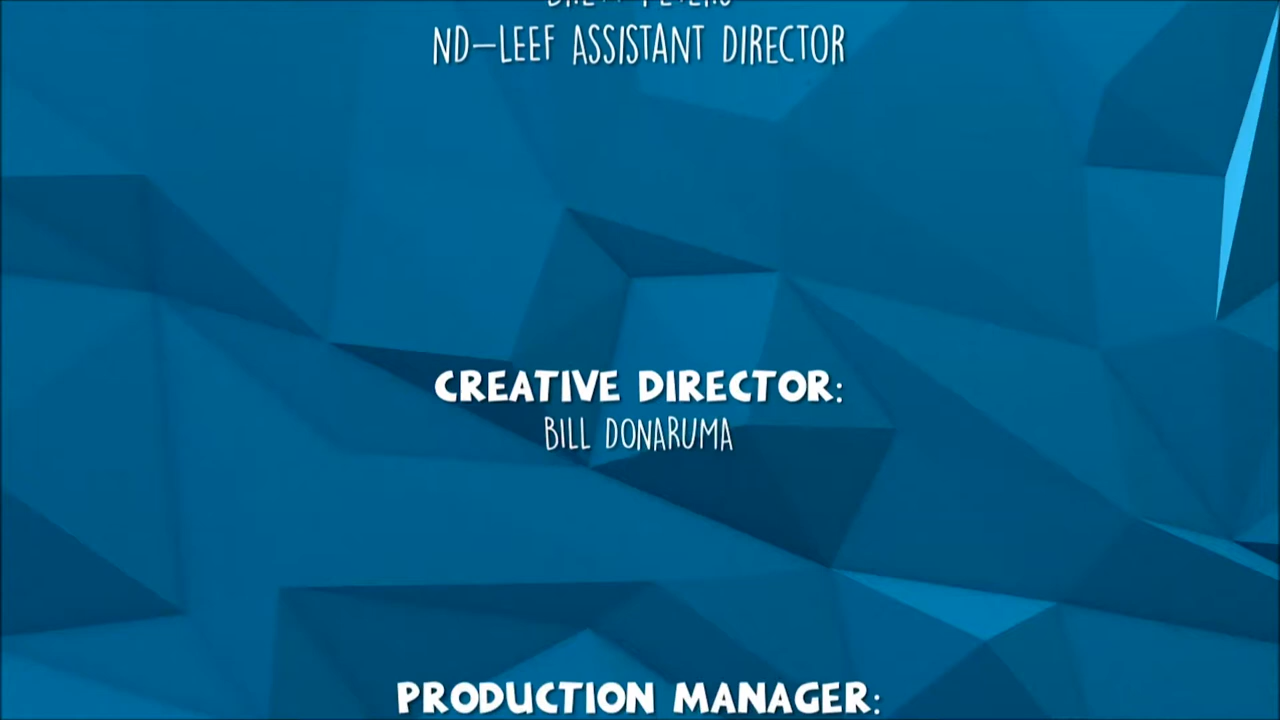 ND-LEEF ASSISTANT DIRECTOR
CREATIVE DIRECTOR:
BILL DONARUMA
PRODUCTION MANAGER: